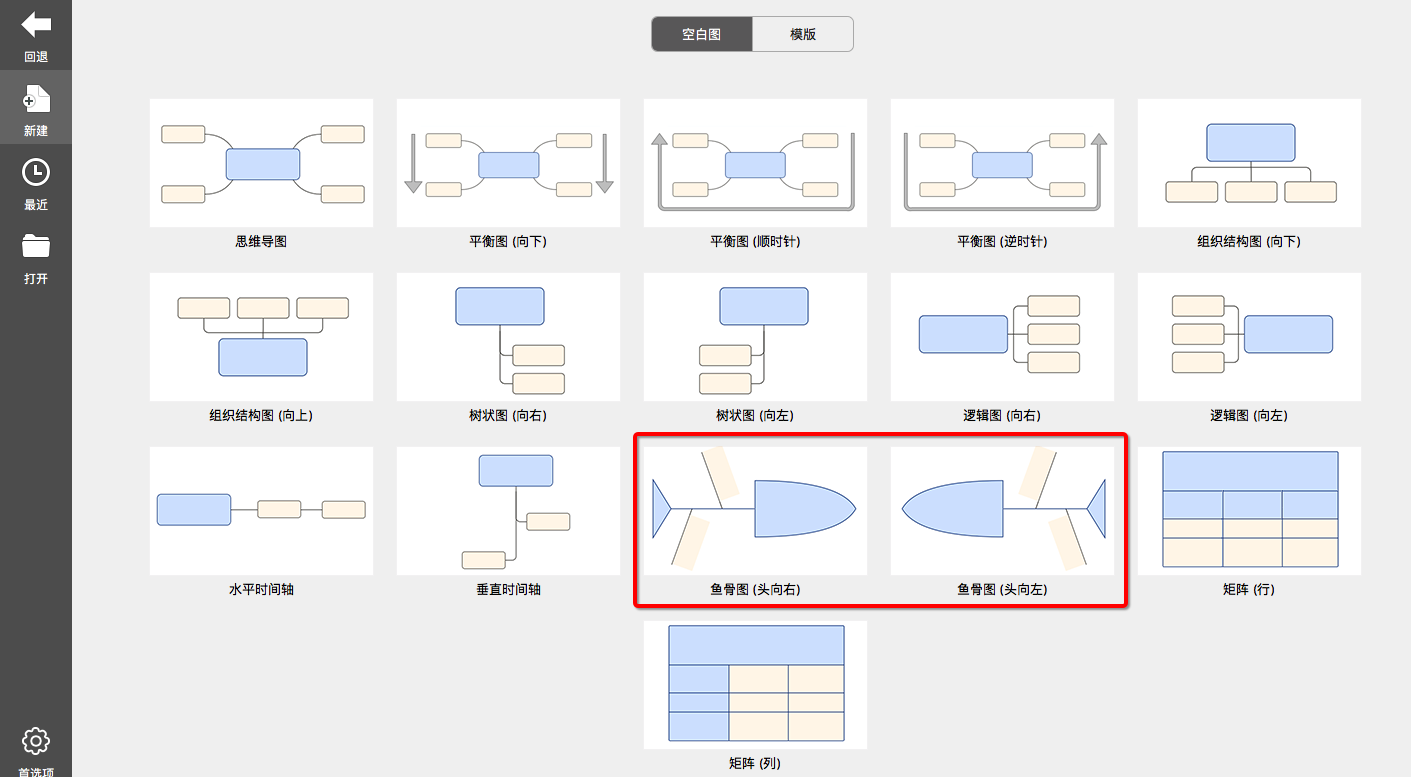 空白图
模版
回退
新建
最近
打开
思维导图
平衡图 (向下)
平衡图 (顺时针)
平衡图 (逆时针)
组织结构图 (向下)
组织结构图 (向上)
树状图 (向右)
树状图 (向左)
逻辑图 (向右)
逻辑图 (向左)
水平时间轴
垂直时间轴
鱼骨图 (头向右)
鱼骨图 (头向左)
矩阵 (行)
矩阵 (列)
首选项